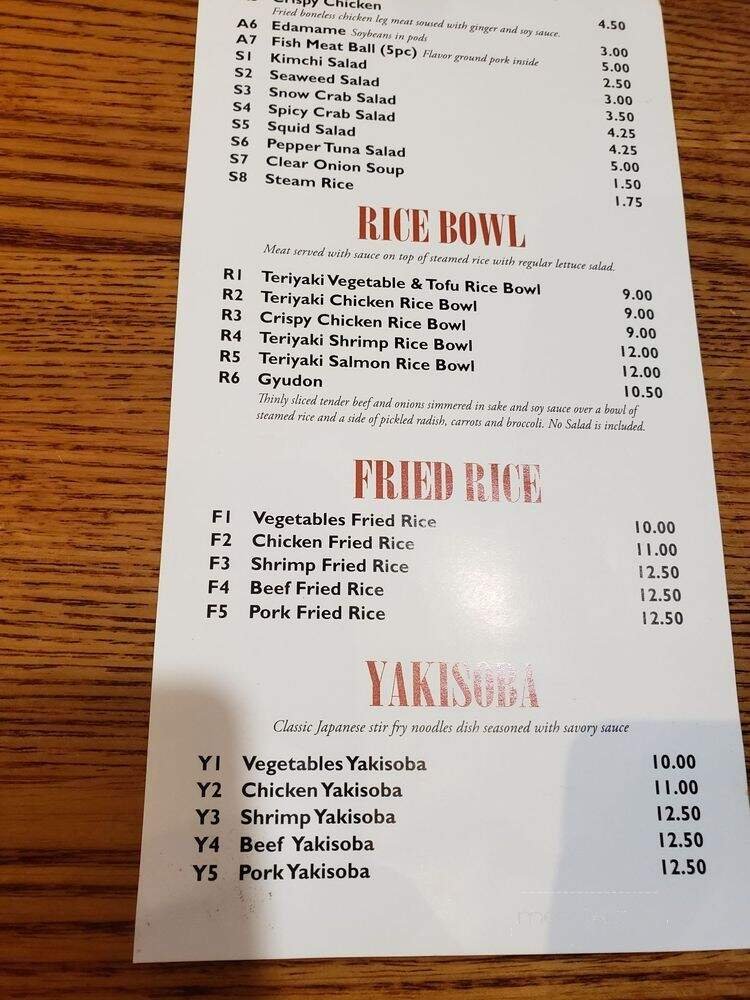 Crispy Chicken 4.50
Fried boneless chicken leg meat soused with ginger and soy sauce.
A6 Edamame Soybeans in pods 3.00
A7 Fish Meat Ball (5pc) Flavor ground pork inside 5.00
S1 Kimchi Salad 2.50
S2 Seaweed Salad 3.00
S3 Snow Crab Salad 3.50
S4 Spicy Crab Salad 4.25
S5 Squid Salad 4.25
S6 Pepper Tuna Salad 5.00
S7 Clear Onion Soup 1.50
S8 Steam Rice 1.75
RICE BOWL
Meat served with sauce on top of steamed rice with regular lettuce salad.
R1 Teriyaki Vegetable & Tofu Rice Bowl 9.00
R2 Teriyaki Chicken Rice Bowl 9.00
R3 Crispy Chicken Rice Bowl 9.00
R4 Teriyaki Shrimp Rice Bowl 12.00
R5 Teriyaki Salmon Rice Bowl 12.00
R6 Gyudon 10.50
Thinly sliced tender beef and onions simmered in sake and soy sauce over a bowl of
steamed rice and a side of pickled radish, carrots and broccoli. No Salad is included.
FRIED RICE
F1 Vegetables Fried Rice 10.00
F2 Chicken Fried Rice 11.00
F3 Shrimp Fried Rice 12.50
F4 Beef Fried Rice 12.50
F5 Pork Fried Rice 12.50
YAKISOBA
Classic Japanese stir fry noodles dish seasoned with savory sauce
Y1 Vegetables Yakisoba 10.00
Y2 Chicken Yakisoba 11.00
Y3 Shrimp Yakisoba 12.50
Y4 Beef Yakisoba 12.50
Y5 Pork Yakisoba 12.50